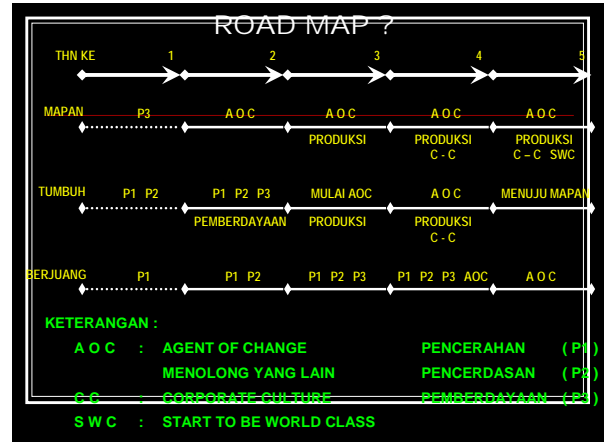 ROAD MAP ?
THN KE 1 2 3 4 5
MAPAN P3 A O C A O C A O C A O C
PRODUKSI PRODUKSI PRODUKSI
C - C C – C SWC
TUMBUH P1 P2 P1 P2 P3 MULAI AOC A O C MENUJU MAPAN
PEMBERDAYAAN PRODUKSI PRODUKSI
C - C
BERJUANG P1 P1 P2 P1 P2 P3 P1 P2 P3 AOC A O C
KETERANGAN :
A O C : AGENT OF CHANGE PENCERAHAN ( P1 )
MENOLONG YANG LAIN PENCERDASAN ( P2 )
C C : CORPORATE CULTURE PEMBERDAYAAN ( P3 )
S W C : START TO BE WORLD CLASS